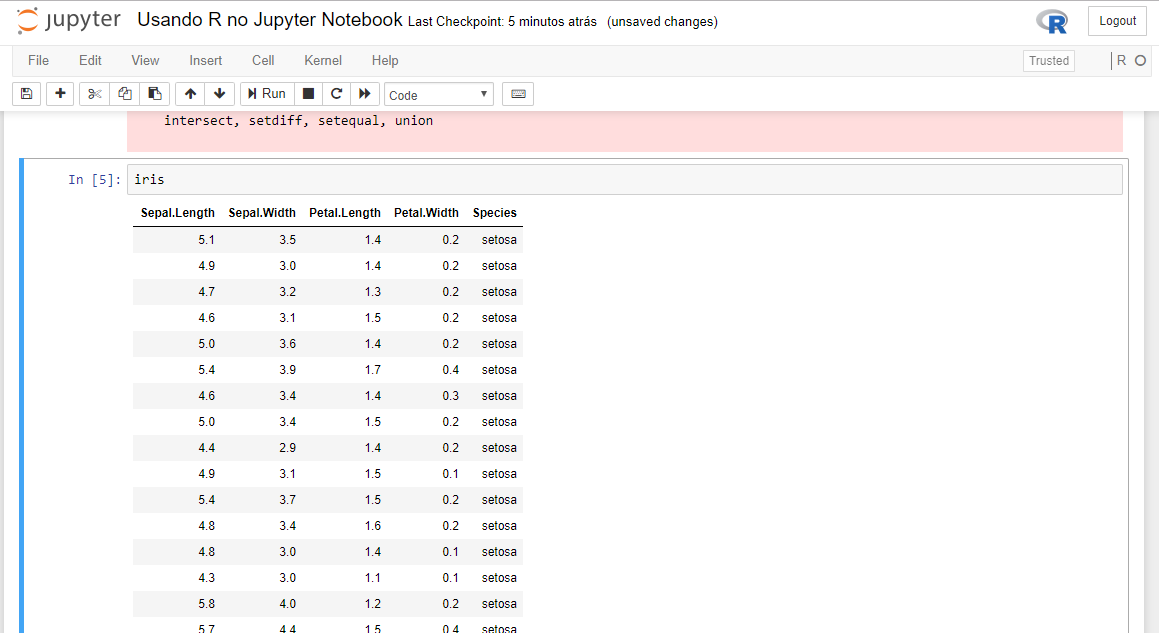 jupyter Usando R no Jupyter Notebook Last Checkpoint: 5 minutos atrás (unsaved changes) R Logout
File Edit View Insert Cell Kernel Help Trusted R
Run Code
intersect, setdiff, setequal, union
In [5]: iris
Sepal.Length Sepal.Width Petal.Length Petal.Width Species
5.1 3.5 1.4 0.2 setosa
4.9 3.0 1.4 0.2 setosa
4.7 3.2 1.3 0.2 setosa
4.6 3.1 1.5 0.2 setosa
5.0 3.6 1.4 0.2 setosa
5.4 3.9 1.7 0.4 setosa
4.6 3.4 1.4 0.3 setosa
5.0 3.4 1.5 0.2 setosa
4.4 2.9 1.4 0.2 setosa
4.9 3.1 1.5 0.1 setosa
5.4 3.7 1.5 0.2 setosa
4.8 3.4 1.6 0.2 setosa
4.8 3.0 1.4 0.1 setosa
4.3 3.0 1.1 0.1 setosa
5.8 4.0 1.2 0.2 setosa
5.7 4.4 1.5 0.4 setosa